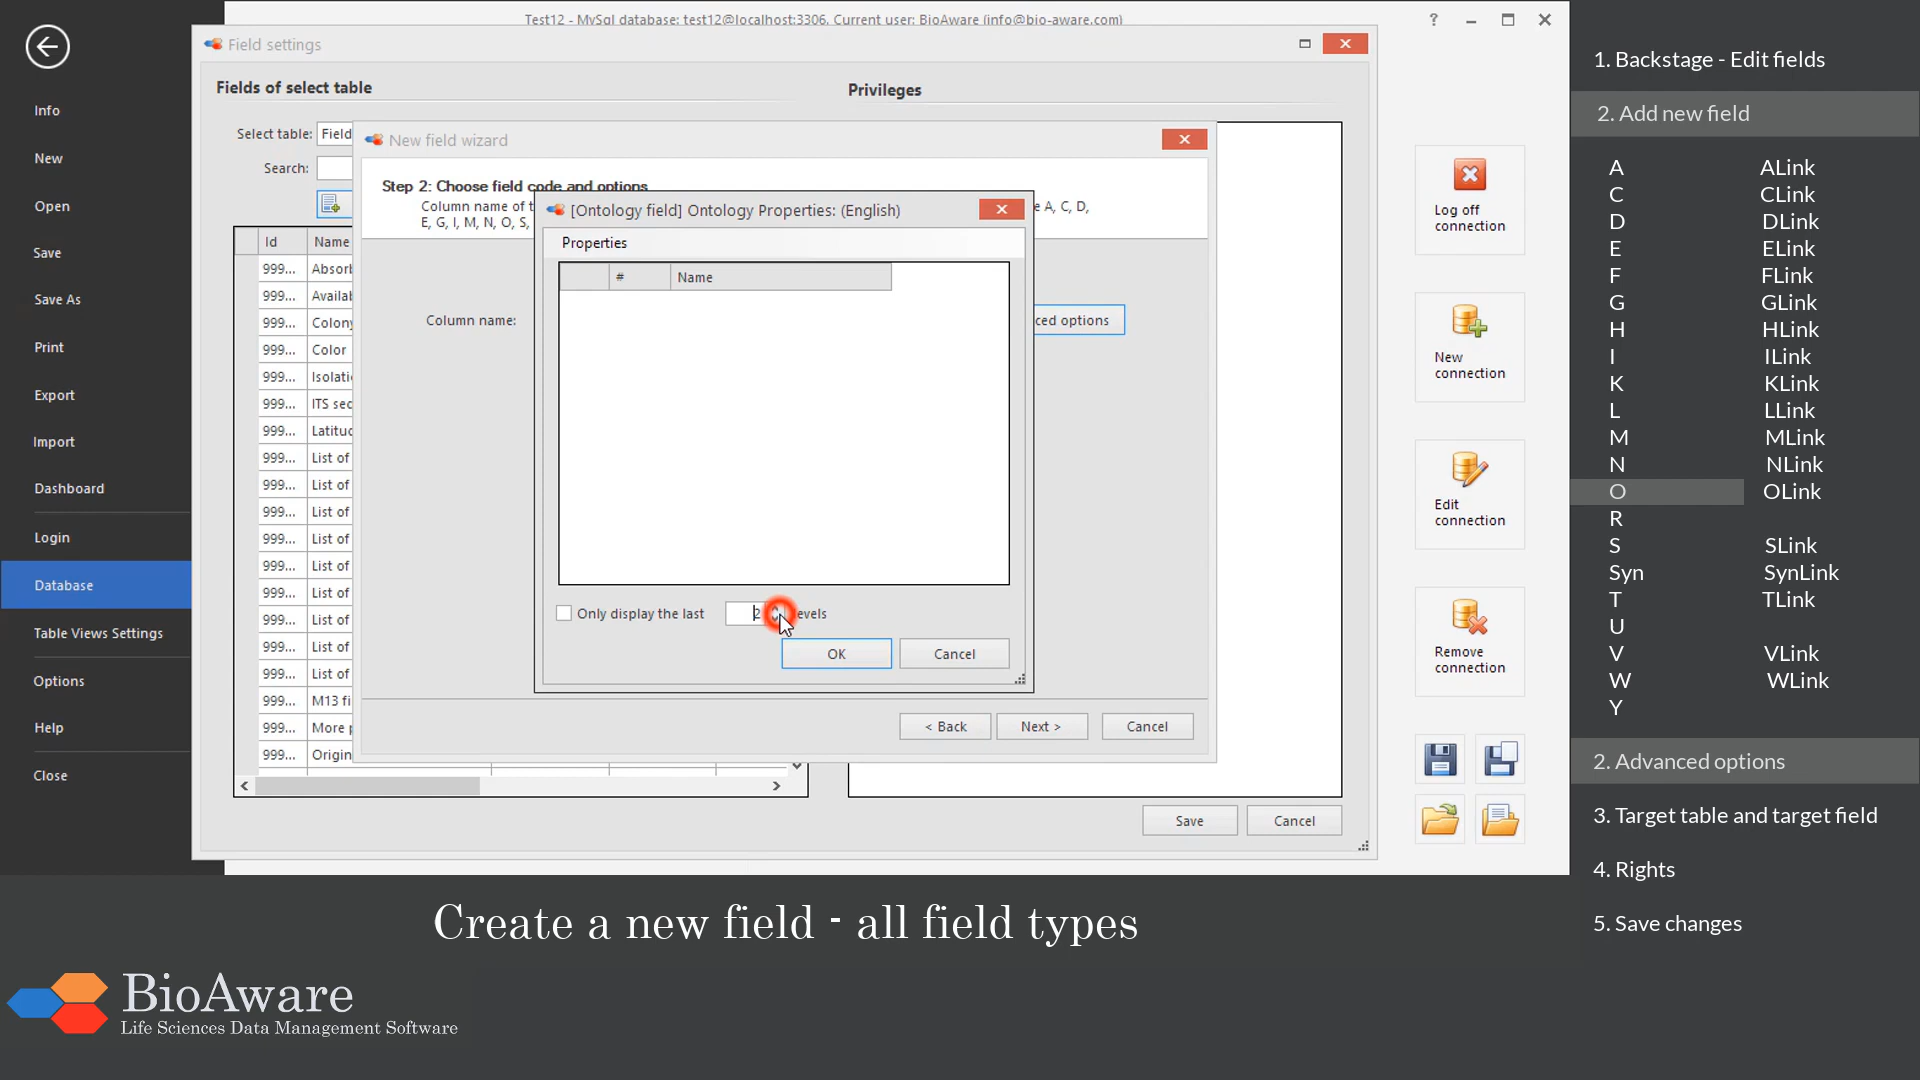 Test12 - MySql database: test12@localhost:3306. Current user: BioAware (info@bio-aware.com)
?
Info
New
Open
Save
Save As
Print
Export
Import
Dashboard
Login
Database
Table Views Settings
Options
Help
Close
Field settings
Fields of select table
Privileges
Select table: Field
Search:
Id Name
999... Absorb
999... Availab
999... Colony
999... Color
999... Isolatic
999... ITS sec
999... Latitud
999... List of
999... List of
999... List of
999... List of
999... List of
999... List of
999... List of
999... List of
999... List of
999... M13 fi
999... More p
999... Origin
Save
Cancel
New field wizard
Step 2: Choose field code and options
Column name of t e A, C, D,
E, G, I, M, N, O, S,
Column name:
ced options
< Back
Next >
Cancel
[Ontology field] Ontology Properties: (English)
Properties
# Name
Only display the last 2 evels
OK
Cancel
Log off
connection
New
connection
Edit
connection
Remove
connection
1. Backstage - Edit fields
2. Add new field
A ALink
C CLink
D DLink
E ELink
F FLink
G GLink
H HLink
I ILink
K KLink
L LLink
M MLink
N NLink
O OLink
R
S SLink
Syn SynLink
T TLink
U
V VLink
W WLink
Y
2. Advanced options
3. Target table and target field
4. Rights
5. Save changes
Create a new field - all field types
BioAware
Life Sciences Data Management Software